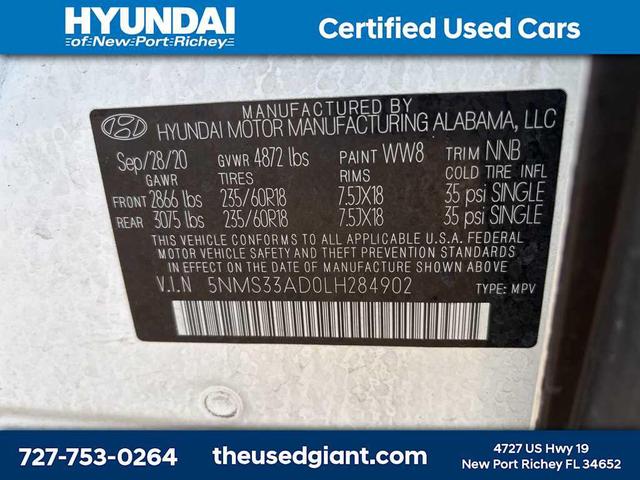 HYUNDAI
of New Port Richey
Certified Used Cars
MANUFACTURED BY
HYUNDAI MOTOR MANUFACTURING ALABAMA, LLC
Sep/28/20 GVWR 4872 lbs PAINT WW8 TRIM NNB
GAWR TIRES RIMS COLD TIRE INFL
FRONT 2866 lbs 235/60R18 7.5JX18 35 psi SINGLE
REAR 3075 lbs 235/60R18 7.5JX18 35 psi SINGLE
THIS VEHICLE CONFORMS TO ALL APPLICABLE U.S.A. FEDERAL
MOTOR VEHICLE SAFETY AND THEFT PREVENTION STANDARDS
IN EFFECT ON THE DATE OF MANUFACTURE SHOWN ABOVE.
V.I.N 5NMS33AD0LH284902 TYPE: MPV
727-753-0264
theusedgiant.com
4727 US Hwy 19
New Port Richey FL 34652